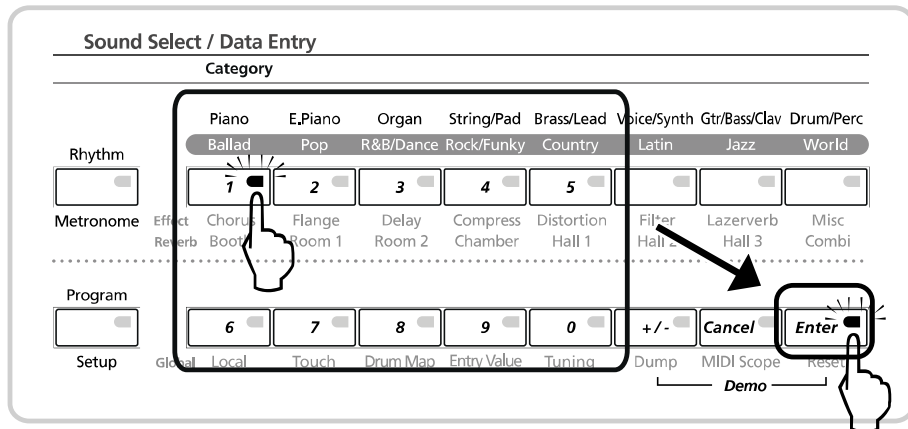 Sound Select / Data Entry
Category
Piano E.Piano Organ String/Pad Brass/Lead Voice/Synth Gtr/Bass/Clav Drum/Perc
Rhythm Ballad Pop R&B/Dance Rock/Funky Country Latin Jazz World
1 2 3 4 5
Metronome Effect Chorus Flange Delay Compress Distortion Filter Lazerverb Misc
Reverb Booth Room 1 Room 2 Chamber Hall 1 Hall 2 Hall 3 Combi
Program
6 7 8 9 0 +/- Cancel Enter
Setup Global Local Touch Drum Map Entry Value Tuning Dump MIDI Scope Reset
Demo